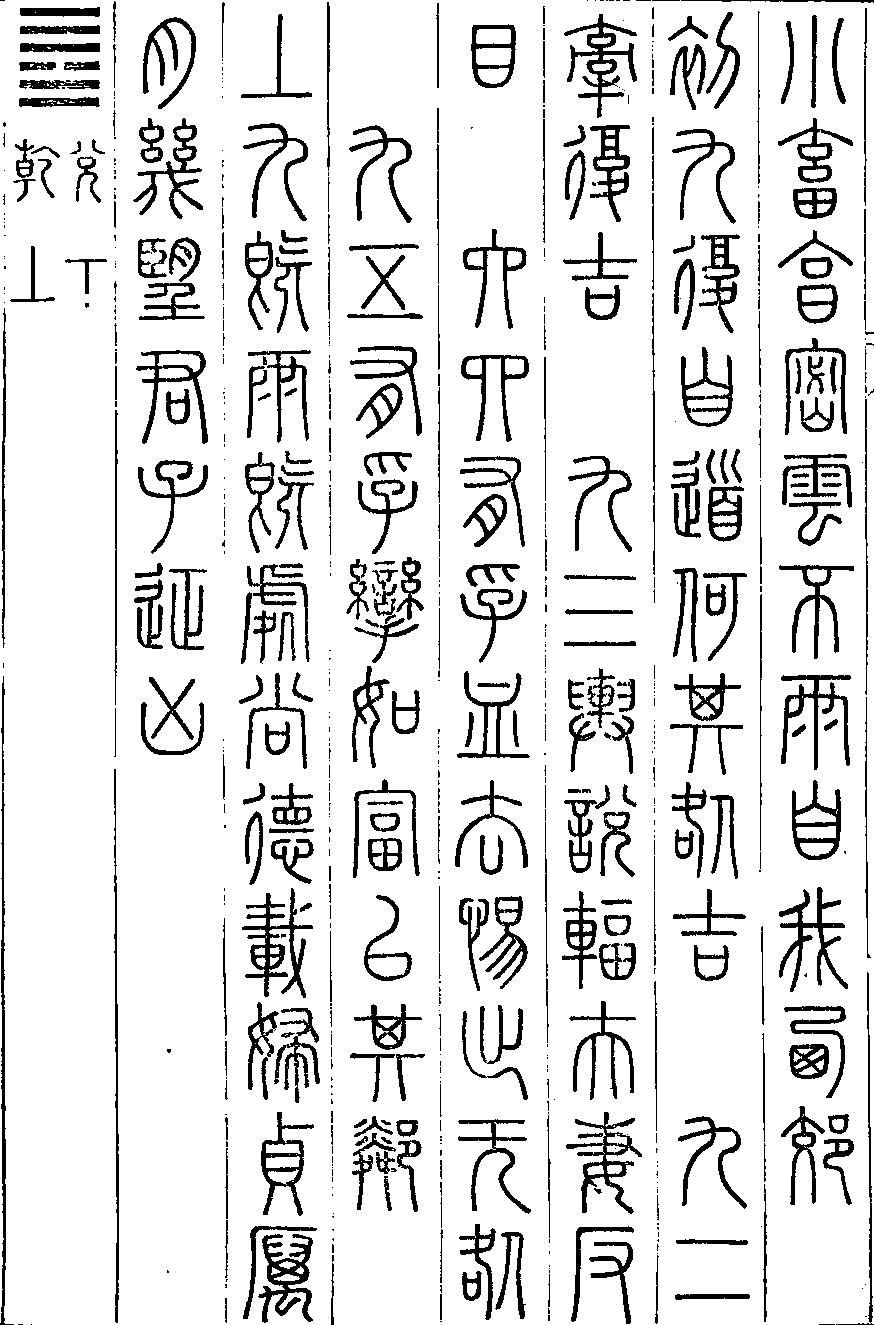 小畜亨密雲不雨自我西郊
初九復自道何其咎吉 九二
牽復吉 九三輿說輻夫妻反
目 六四有孚血去惕出无咎
九五有孚攣如富以其鄰
上九既雨既處尚德載婦貞厲
月幾望君子征凶
兌下
乾上